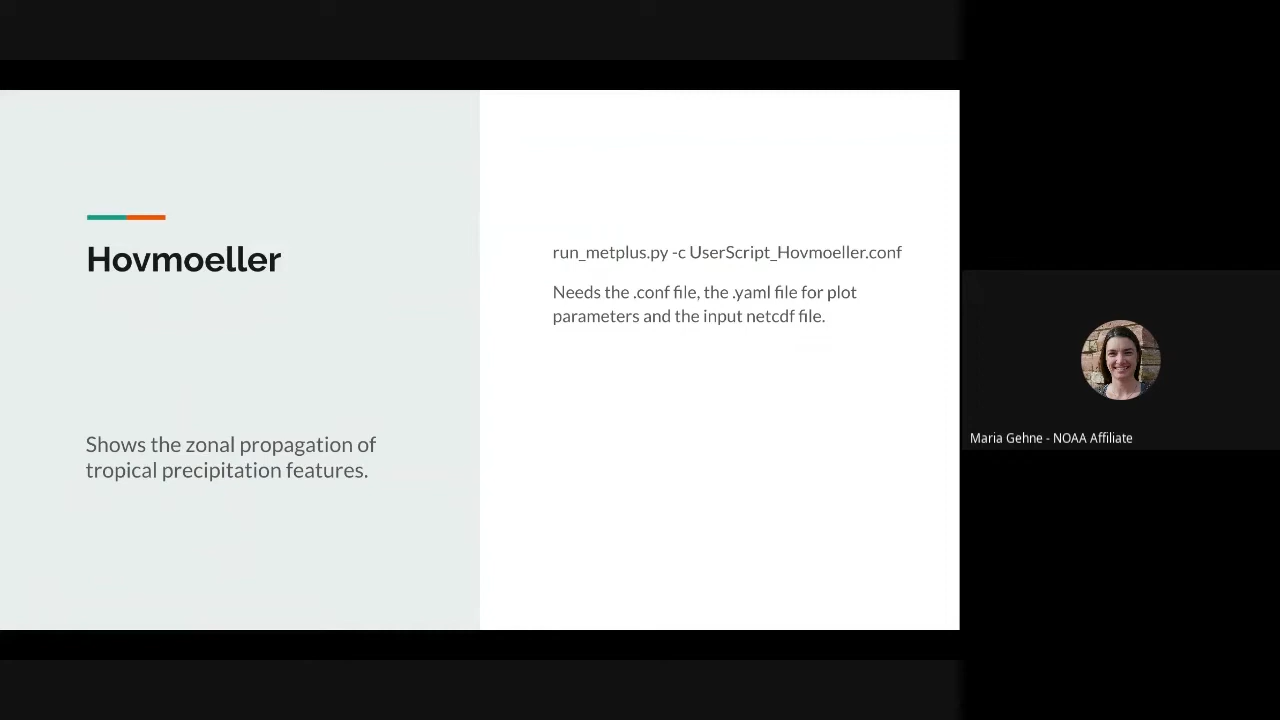 Hovmoeller
Shows the zonal propagation of
tropical precipitation features.
run_metplus.py -c UserScript_Hovmoeller.conf
Needs the .conf file, the .yaml file for plot
parameters and the input netcdf file.
Maria Gehne - NOAA Affiliate